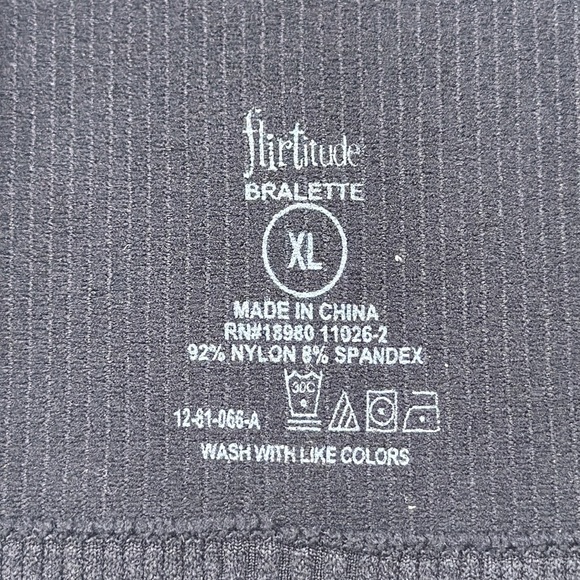 flirtitude
BRALETTE
XL
MADE IN CHINA
RN#18980 11026-2
92% NYLON 8% SPANDEX
30C
12-81-066-A
WASH WITH LIKE COLORS